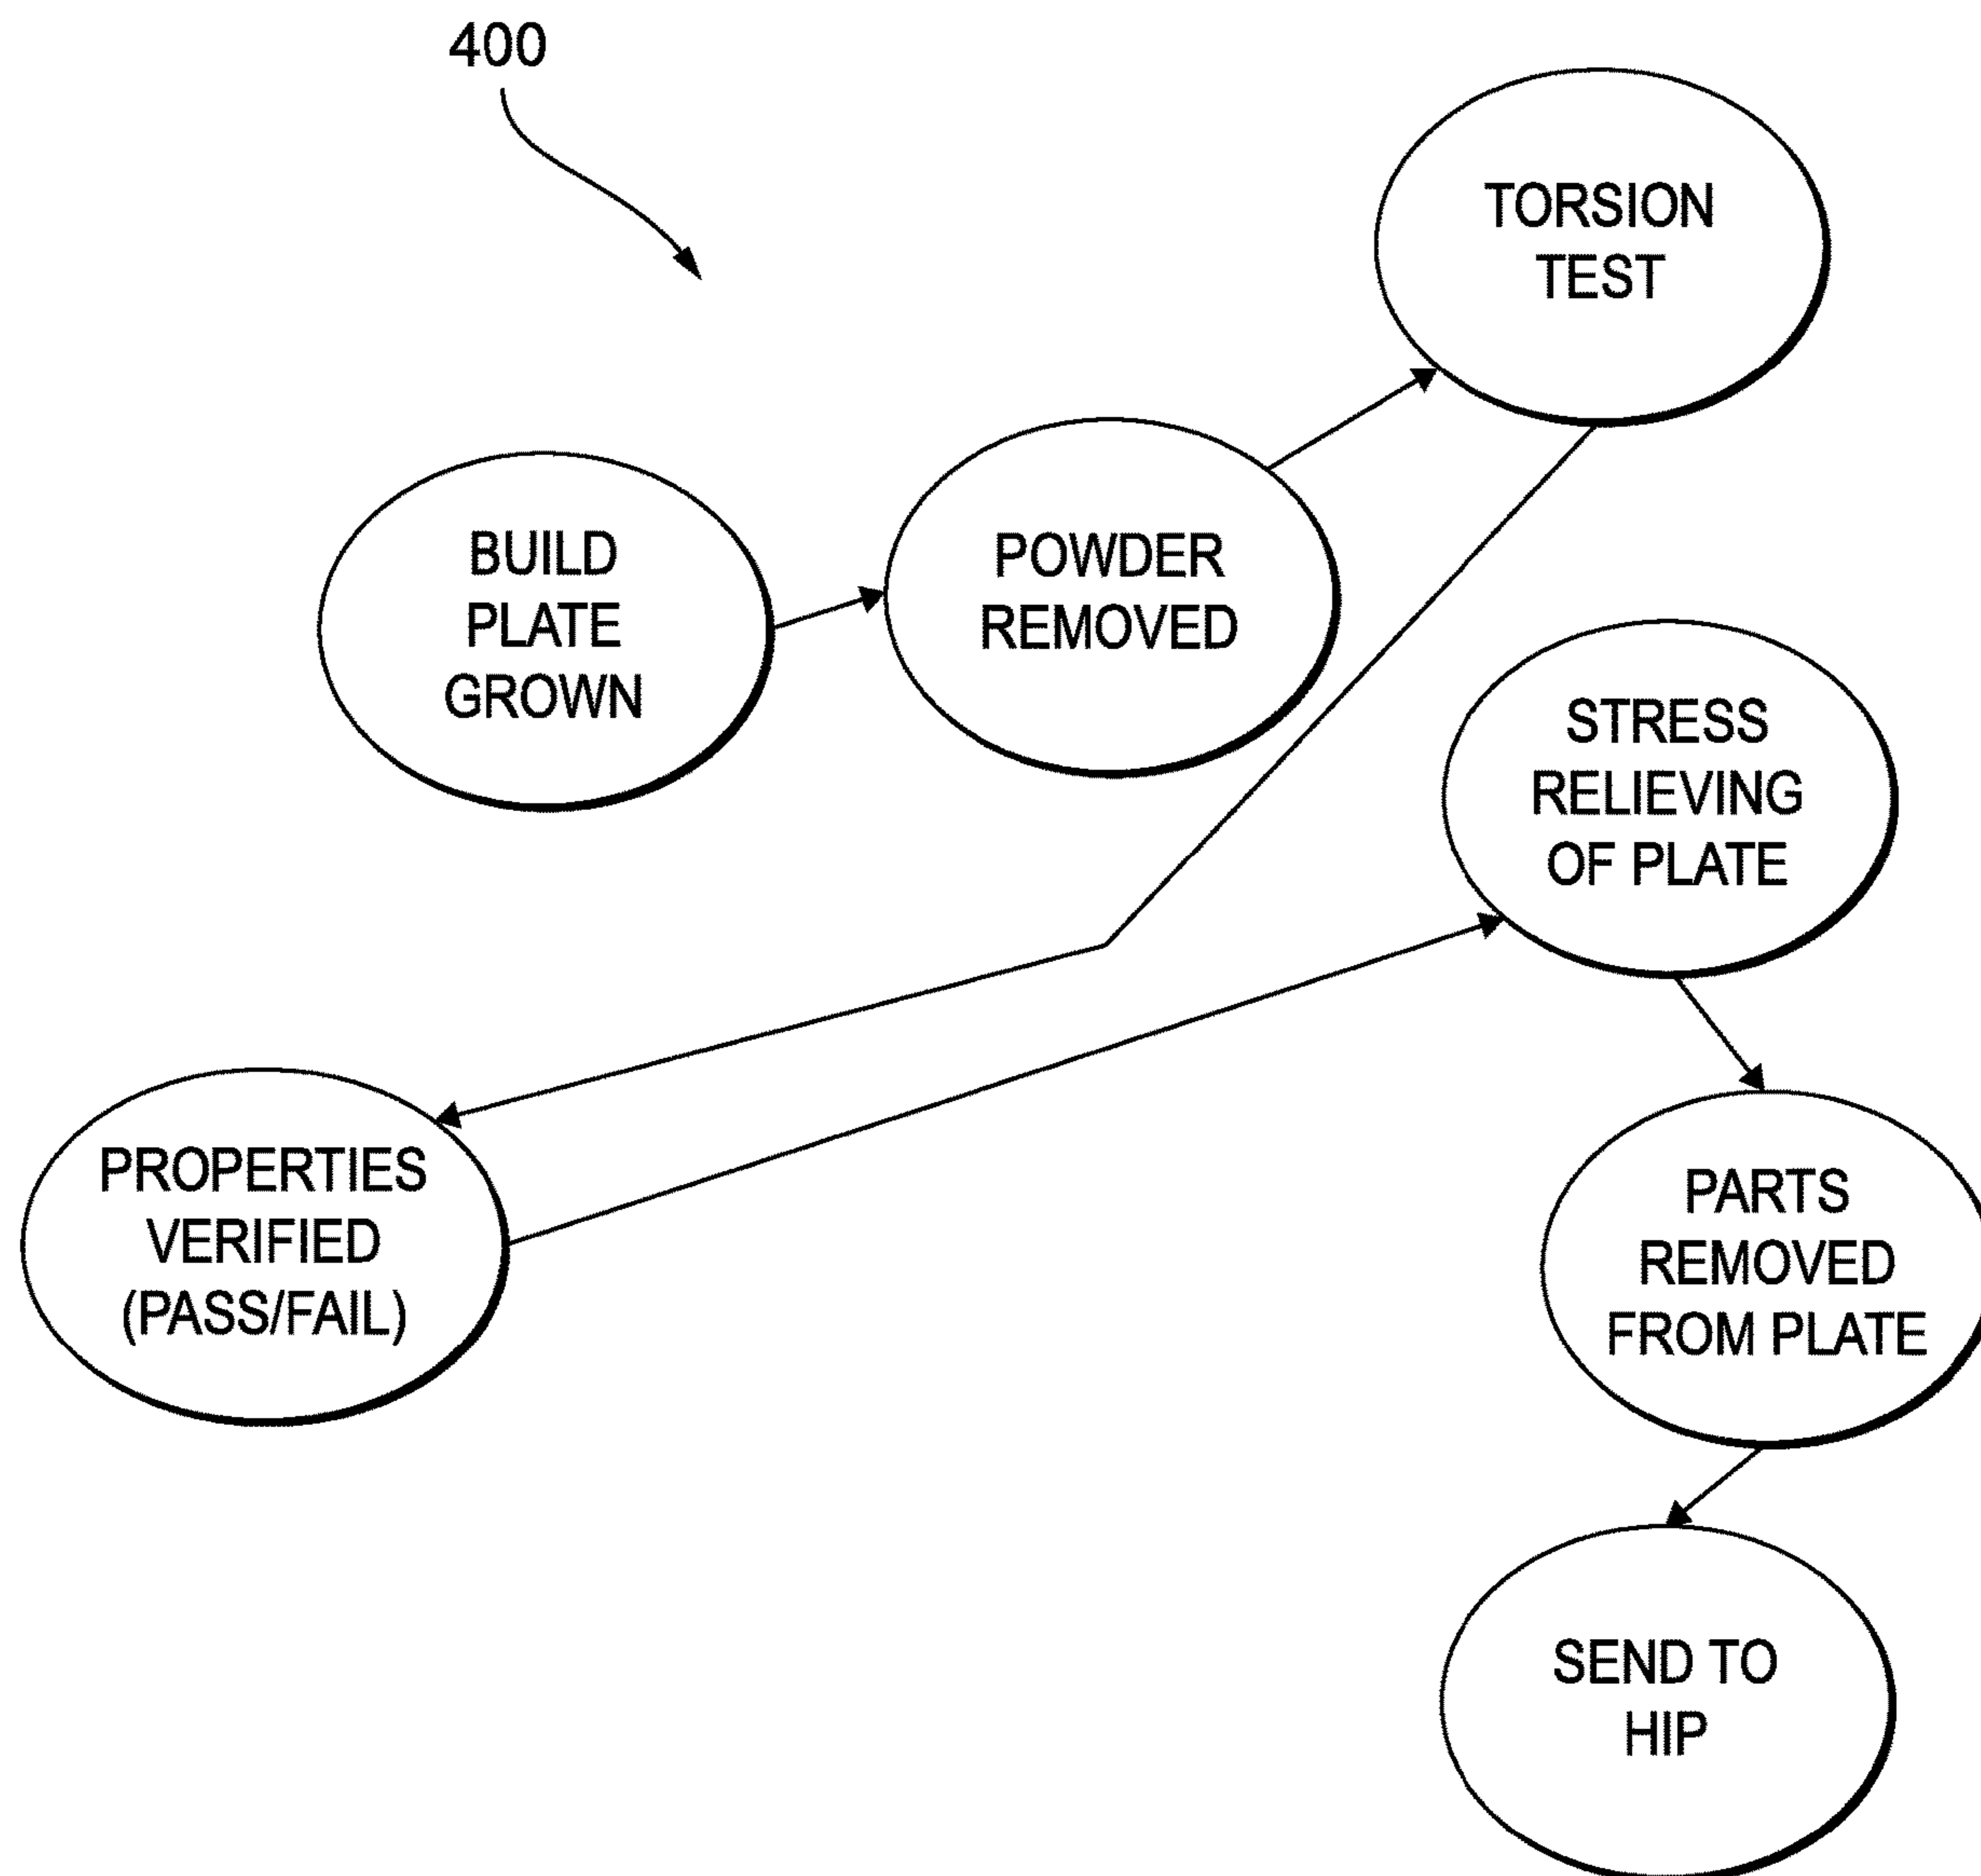 400
TORSION
TEST
BUILD
PLATE
GROWN
POWDER
REMOVED
STRESS
RELIEVING
OF PLATE
PROPERTIES
VERIFIED
(PASS/FAIL)
PARTS
REMOVED
FROM PLATE
SEND TO
HIP